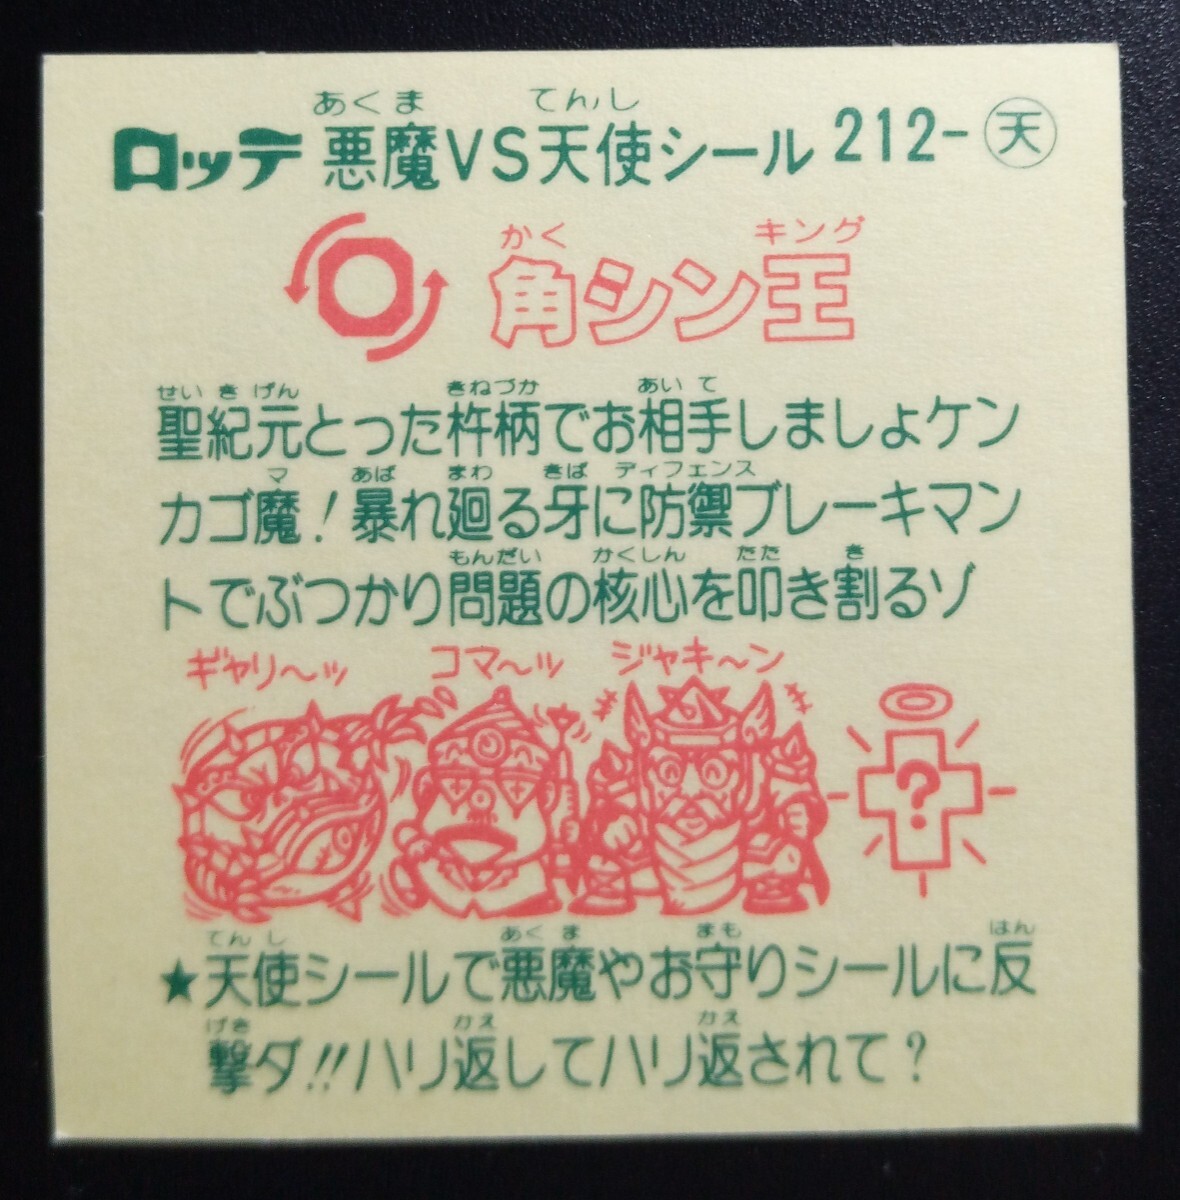 あくま てんし
ロッテ 悪魔VS天使シール 212-天
かく キング
角シン王
せいきげん きねづか あいて
聖紀元とった杵柄でお相手しましょケン
マ あば まわ きば ディフェンス
カゴ魔！暴れ廻る牙に防禦ブレーキマン
もんだい かくしん たた き
トでぶつかり問題の核心を叩き割るゾ
ギャリ〜ッ コマ〜ッ ジャキ〜ン
?
てんし あくま まも はん
★天使シールで悪魔やお守りシールに反
げき かえ かえ
撃ダ!!ハリ返してハリ返されて？